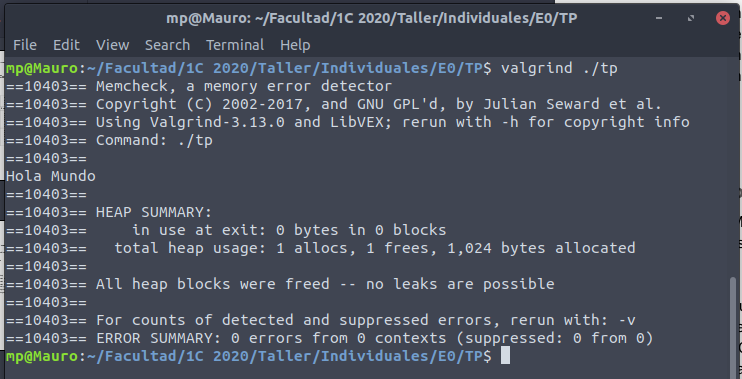 mp@Mauro: ~/Facultad/1C 2020/Taller/Individuales/E0/TP
File Edit View Search Terminal Help
mp@Mauro:~/Facultad/1C 2020/Taller/Individuales/E0/TP$ valgrind ./tp
==10403== Memcheck, a memory error detector
==10403== Copyright (C) 2002-2017, and GNU GPL'd, by Julian Seward et al.
==10403== Using Valgrind-3.13.0 and LibVEX; rerun with -h for copyright info
==10403== Command: ./tp
==10403==
Hola Mundo
==10403==
==10403== HEAP SUMMARY:
==10403==     in use at exit: 0 bytes in 0 blocks
==10403==   total heap usage: 1 allocs, 1 frees, 1,024 bytes allocated
==10403==
==10403== All heap blocks were freed -- no leaks are possible
==10403==
==10403== For counts of detected and suppressed errors, rerun with: -v
==10403== ERROR SUMMARY: 0 errors from 0 contexts (suppressed: 0 from 0)
mp@Mauro:~/Facultad/1C 2020/Taller/Individuales/E0/TP$